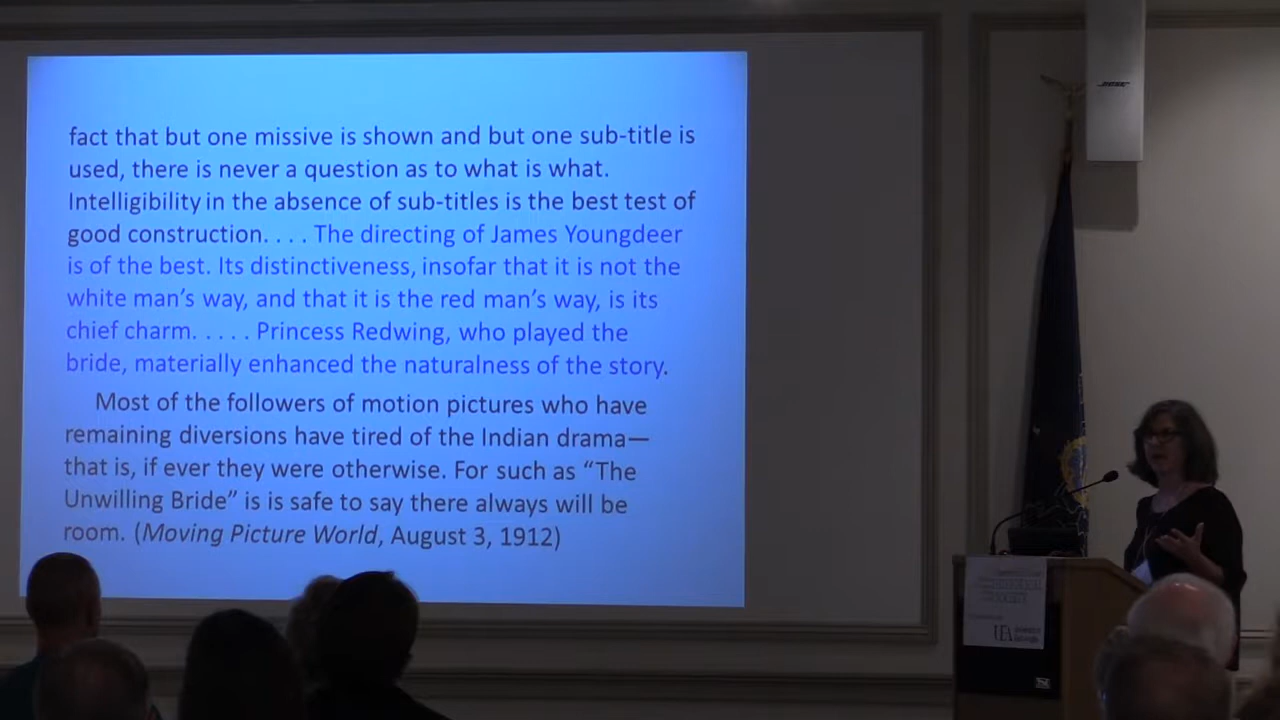 fact that but one missive is shown and but one sub-title is
used, there is never a question as to what is what.
Intelligibility in the absence of sub-titles is the best test of
good construction. . . . The directing of James Youngdeer
is of the best. Its distinctiveness, insofar that it is not the
white man’s way, and that it is the red man’s way, is its
chief charm. . . . . Princess Redwing, who played the
bride, materially enhanced the naturalness of the story.
Most of the followers of motion pictures who have
remaining diversions have tired of the Indian drama—
that is, if ever they were otherwise. For such as “The
Unwilling Bride” is is safe to say there always will be
room. (Moving Picture World, August 3, 1912)
BOSE